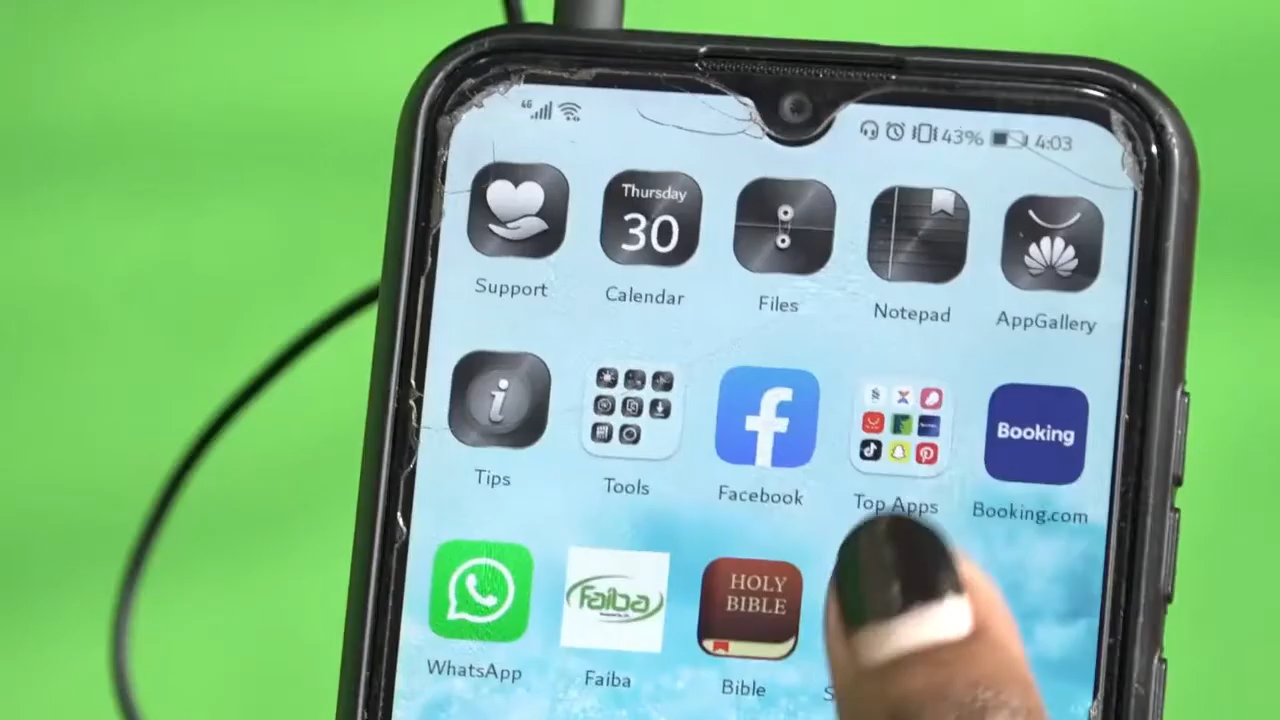 4G 43% 4:03
Thursday
30
Support Calendar Files Notepad AppGallery
i
f
Booking
Tips Tools Facebook Top Apps Booking.com
Faiba
HOLY
BIBLE
WhatsApp Faiba Bible